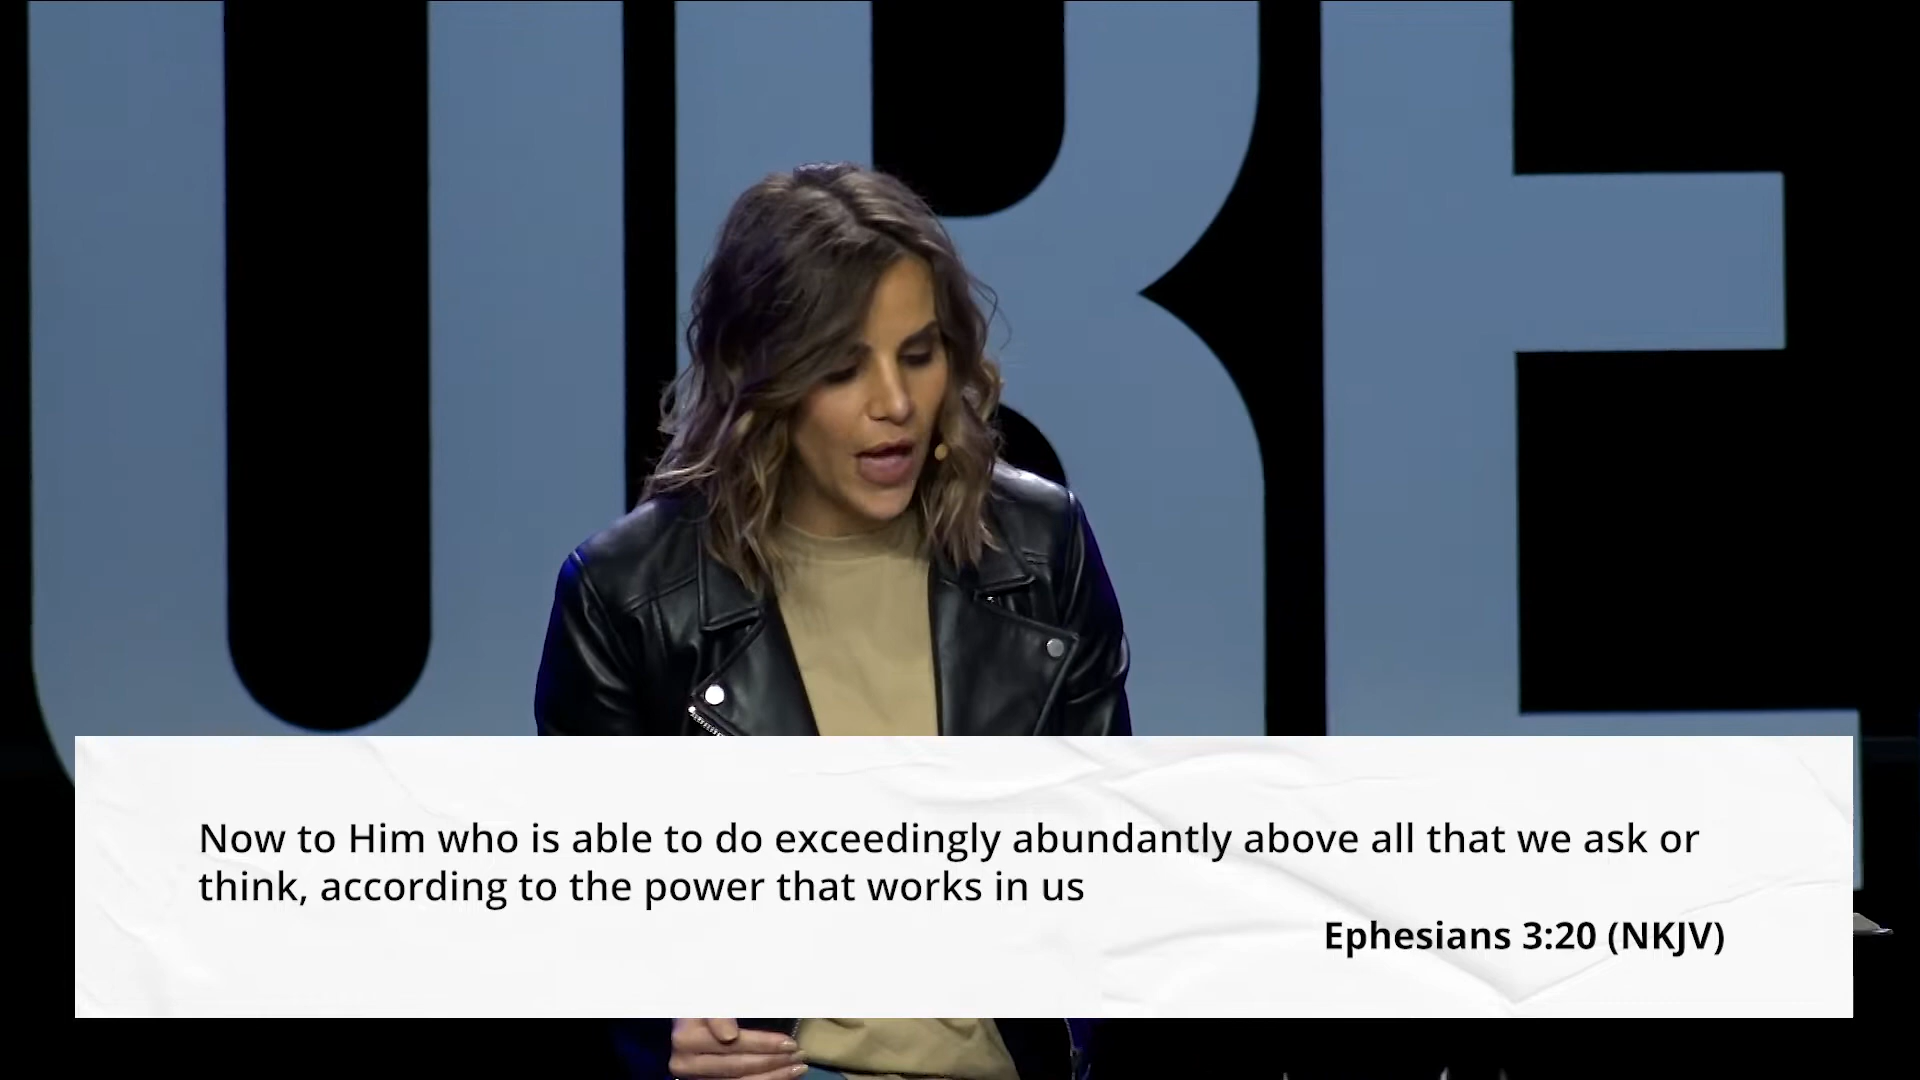 URE
Now to Him who is able to do exceedingly abundantly above all that we ask or
think, according to the power that works in us
Ephesians 3:20 (NKJV)